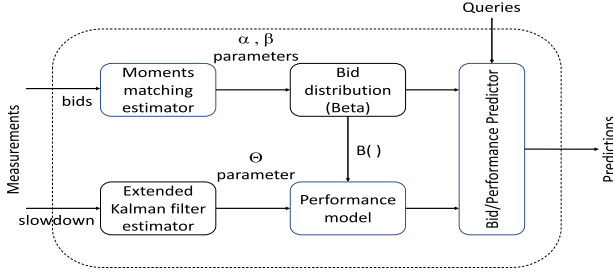 Queries
α , β
parameters
Moments
matching
estimator
Bid
distribution
(Beta)
bids
Measurements
B( )
Θ
parameter
Extended
Kalman filter
estimator
Performance
model
slowdown
Bid/Performance Predictor
Predictions